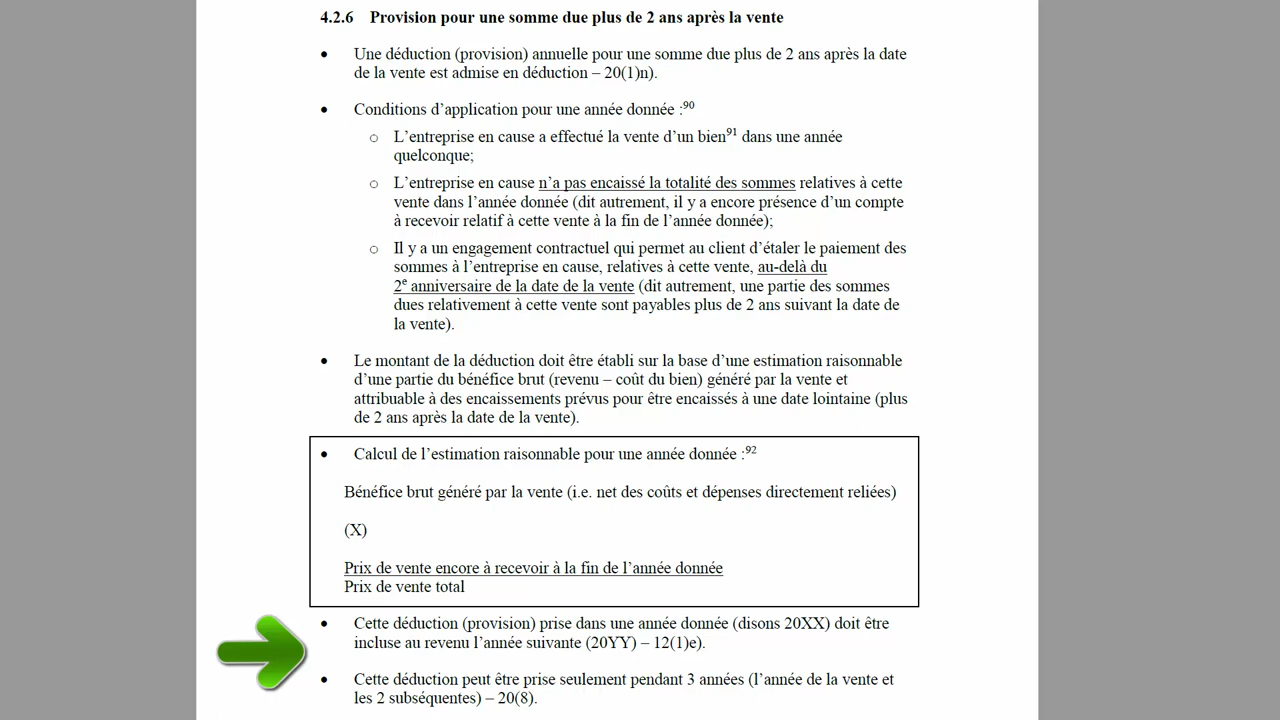 4.2.6 Provision pour une somme due plus de 2 ans après la vente
• Une déduction (provision) annuelle pour une somme due plus de 2 ans après la date
de la vente est admise en déduction – 20(1)n).
• Conditions d’application pour une année donnée :90
o L’entreprise en cause a effectué la vente d’un bien91 dans une année
quelconque;
o L’entreprise en cause n’a pas encaissé la totalité des sommes relatives à cette
vente dans l’année donnée (dit autrement, il y a encore présence d’un compte
à recevoir relatif à cette vente à la fin de l’année donnée);
o Il y a un engagement contractuel qui permet au client d’étaler le paiement des
sommes à l’entreprise en cause, relatives à cette vente, au-delà du
2e anniversaire de la date de la vente (dit autrement, une partie des sommes
dues relativement à cette vente sont payables plus de 2 ans suivant la date de
la vente).
• Le montant de la déduction doit être établi sur la base d’une estimation raisonnable
d’une partie du bénéfice brut (revenu – coût du bien) généré par la vente et
attribuable à des encaissements prévus pour être encaissés à une date lointaine (plus
de 2 ans après la date de la vente).
• Calcul de l’estimation raisonnable pour une année donnée :92
Bénéfice brut généré par la vente (i.e. net des coûts et dépenses directement reliées)
(X)
Prix de vente encore à recevoir à la fin de l’année donnée
Prix de vente total
• Cette déduction (provision) prise dans une année donnée (disons 20XX) doit être
incluse au revenu l’année suivante (20YY) – 12(1)e).
• Cette déduction peut être prise seulement pendant 3 années (l’année de la vente et
les 2 subséquentes) – 20(8).